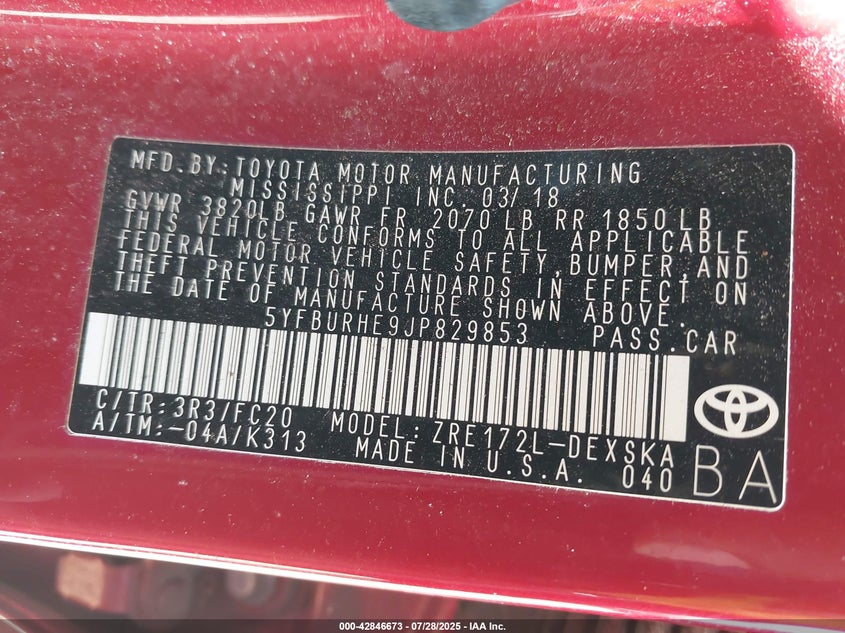 MFD.BY:TOYOTA MOTOR MANUFACTURING
MISSISSIPPI INC. 03/18
GVWR 3820LB GAWR FR 2070 LB RR 1850 LB
THIS VEHICLE CONFORMS TO ALL APPLICABLE
FEDERAL MOTOR VEHICLE SAFETY,BUMPER,AND
THEFT PREVENTION STANDARDS IN EFFECT ON
THE DATE OF MANUFACTURE SHOWN ABOVE.
5YFBURHE9JP829853 PASS.CAR
C/TR:3R3/FC20 MODEL:ZRE172L-DEXSKA
A/TM:-04A/K313 MADE IN U.S.A. 040 BA
000-42846673 / 07/28/2025 - IAA Inc.